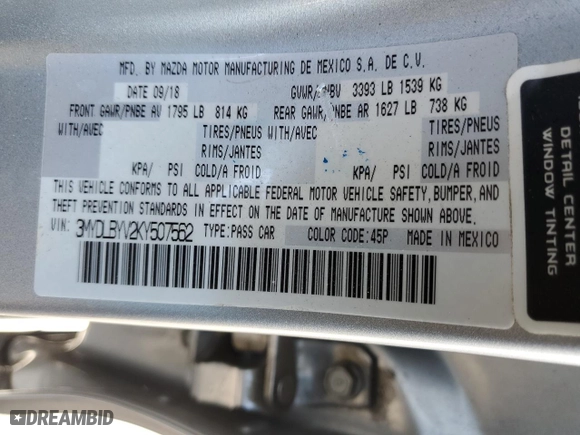 MFD. BY MAZDA MOTOR MANUFACTURING DE MEXICO S.A. DE C.V.
DATE 09/18 GVWR/PNBV 3393 LB 1539 KG
FRONT GAWR/PNBE AV 1795 LB 814 KG REAR GAWR/PNBE AR 1627 LB 738 KG
WITH/AVEC TIRES/PNEUS WITH/AVEC TIRES/PNEUS
RIMS/JANTES RIMS/JANTES
KPA/ PSI COLD/A FROID KPA/ PSI COLD/A FROID
THIS VEHICLE CONFORMS TO ALL APPLICABLE FEDERAL MOTOR VEHICLE SAFETY, BUMPER, AND
THEFT PREVENTION STANDARDS IN EFFECT ON THE DATE OF MANUFACTURE SHOWN ABOVE.
VIN: 3MYDLBYV2KY507562 TYPE:PASS CAR COLOR CODE:45P MADE IN MEXICO
DETAIL CENTER
WINDOW TINTING
DREAMBID